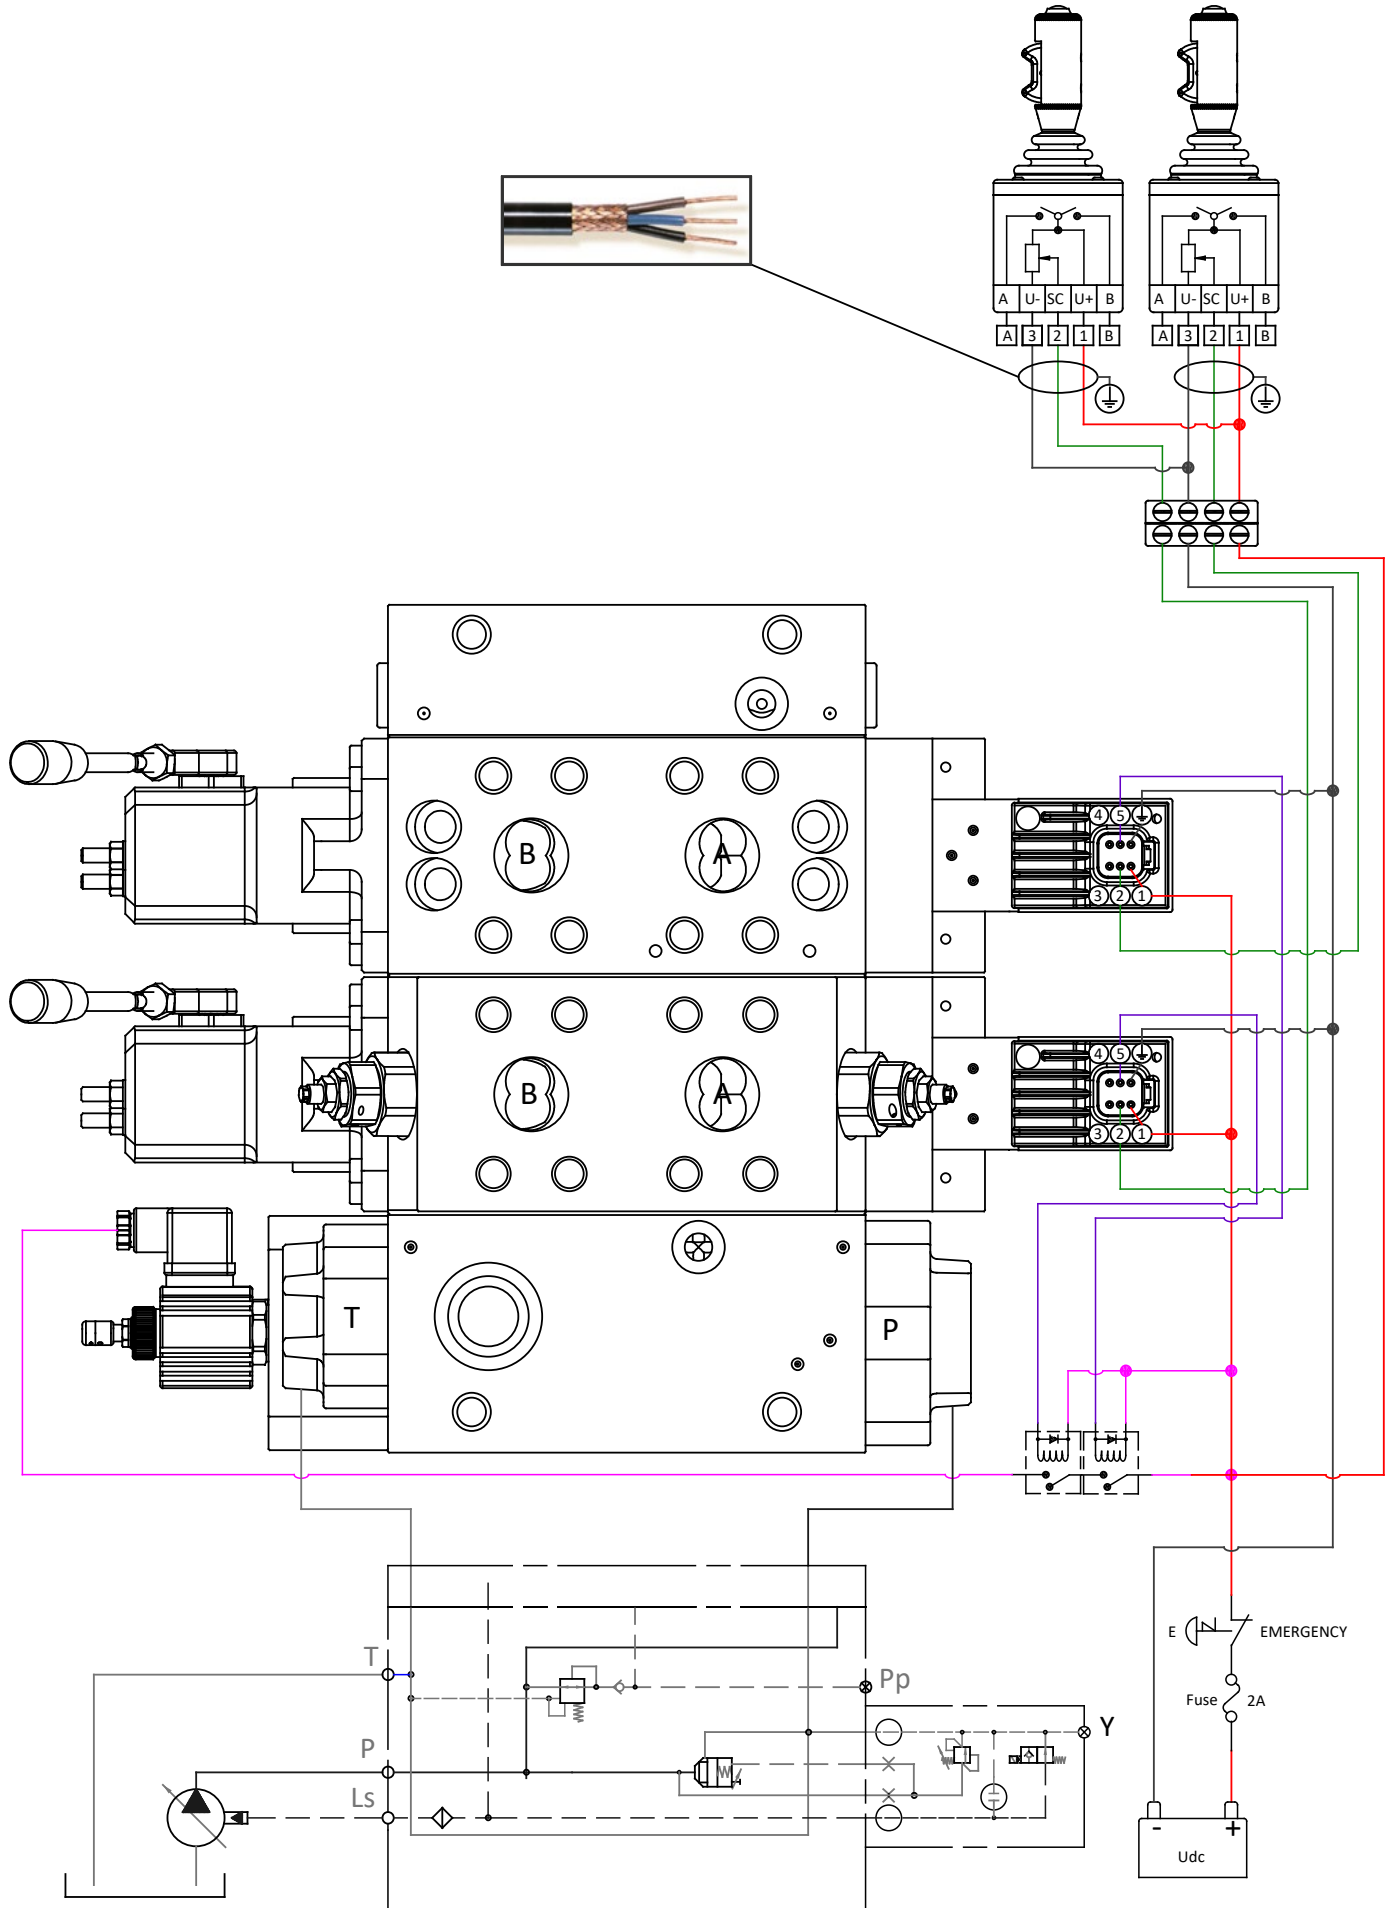 A U- SC U+ B
A U- SC U+ B
A 3 2 1 B
A 3 2 1 B
4 5
B A
3 2 1
4 5
B A
3 2 1
T P
E EMERGENCY
Fuse 2A
T
Pp
Y
P
Ls
- +
Udc